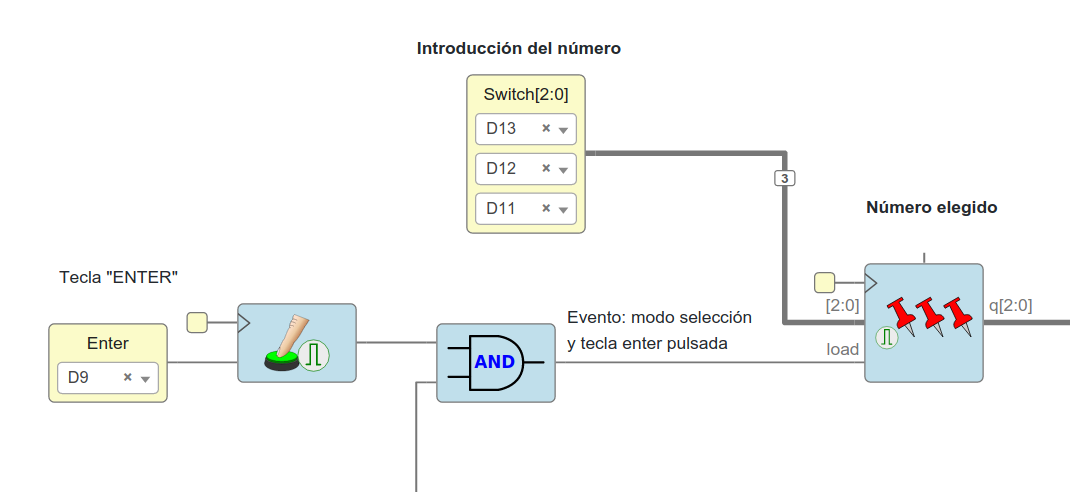 Introducción del número
Switch[2:0]
D13 ×
D12 ×
D11 ×
3
Número elegido
Tecla "ENTER"
Enter
D9 ×
AND
Evento: modo selección
y tecla enter pulsada
[2:0]
load
q[2:0]